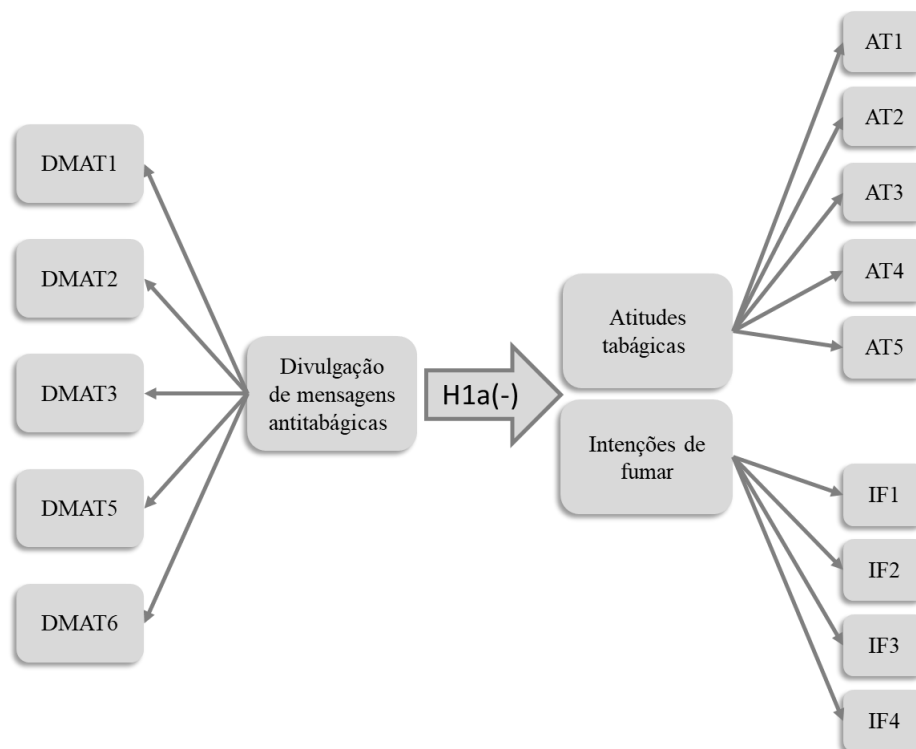 DMAT1
DMAT2
DMAT3
DMAT5
DMAT6
Divulgação
de mensagens
antitabágicas
H1a(-)
Atitudes
tabágicas
Intenções de
fumar
AT1
AT2
AT3
AT4
AT5
IF1
IF2
IF3
IF4